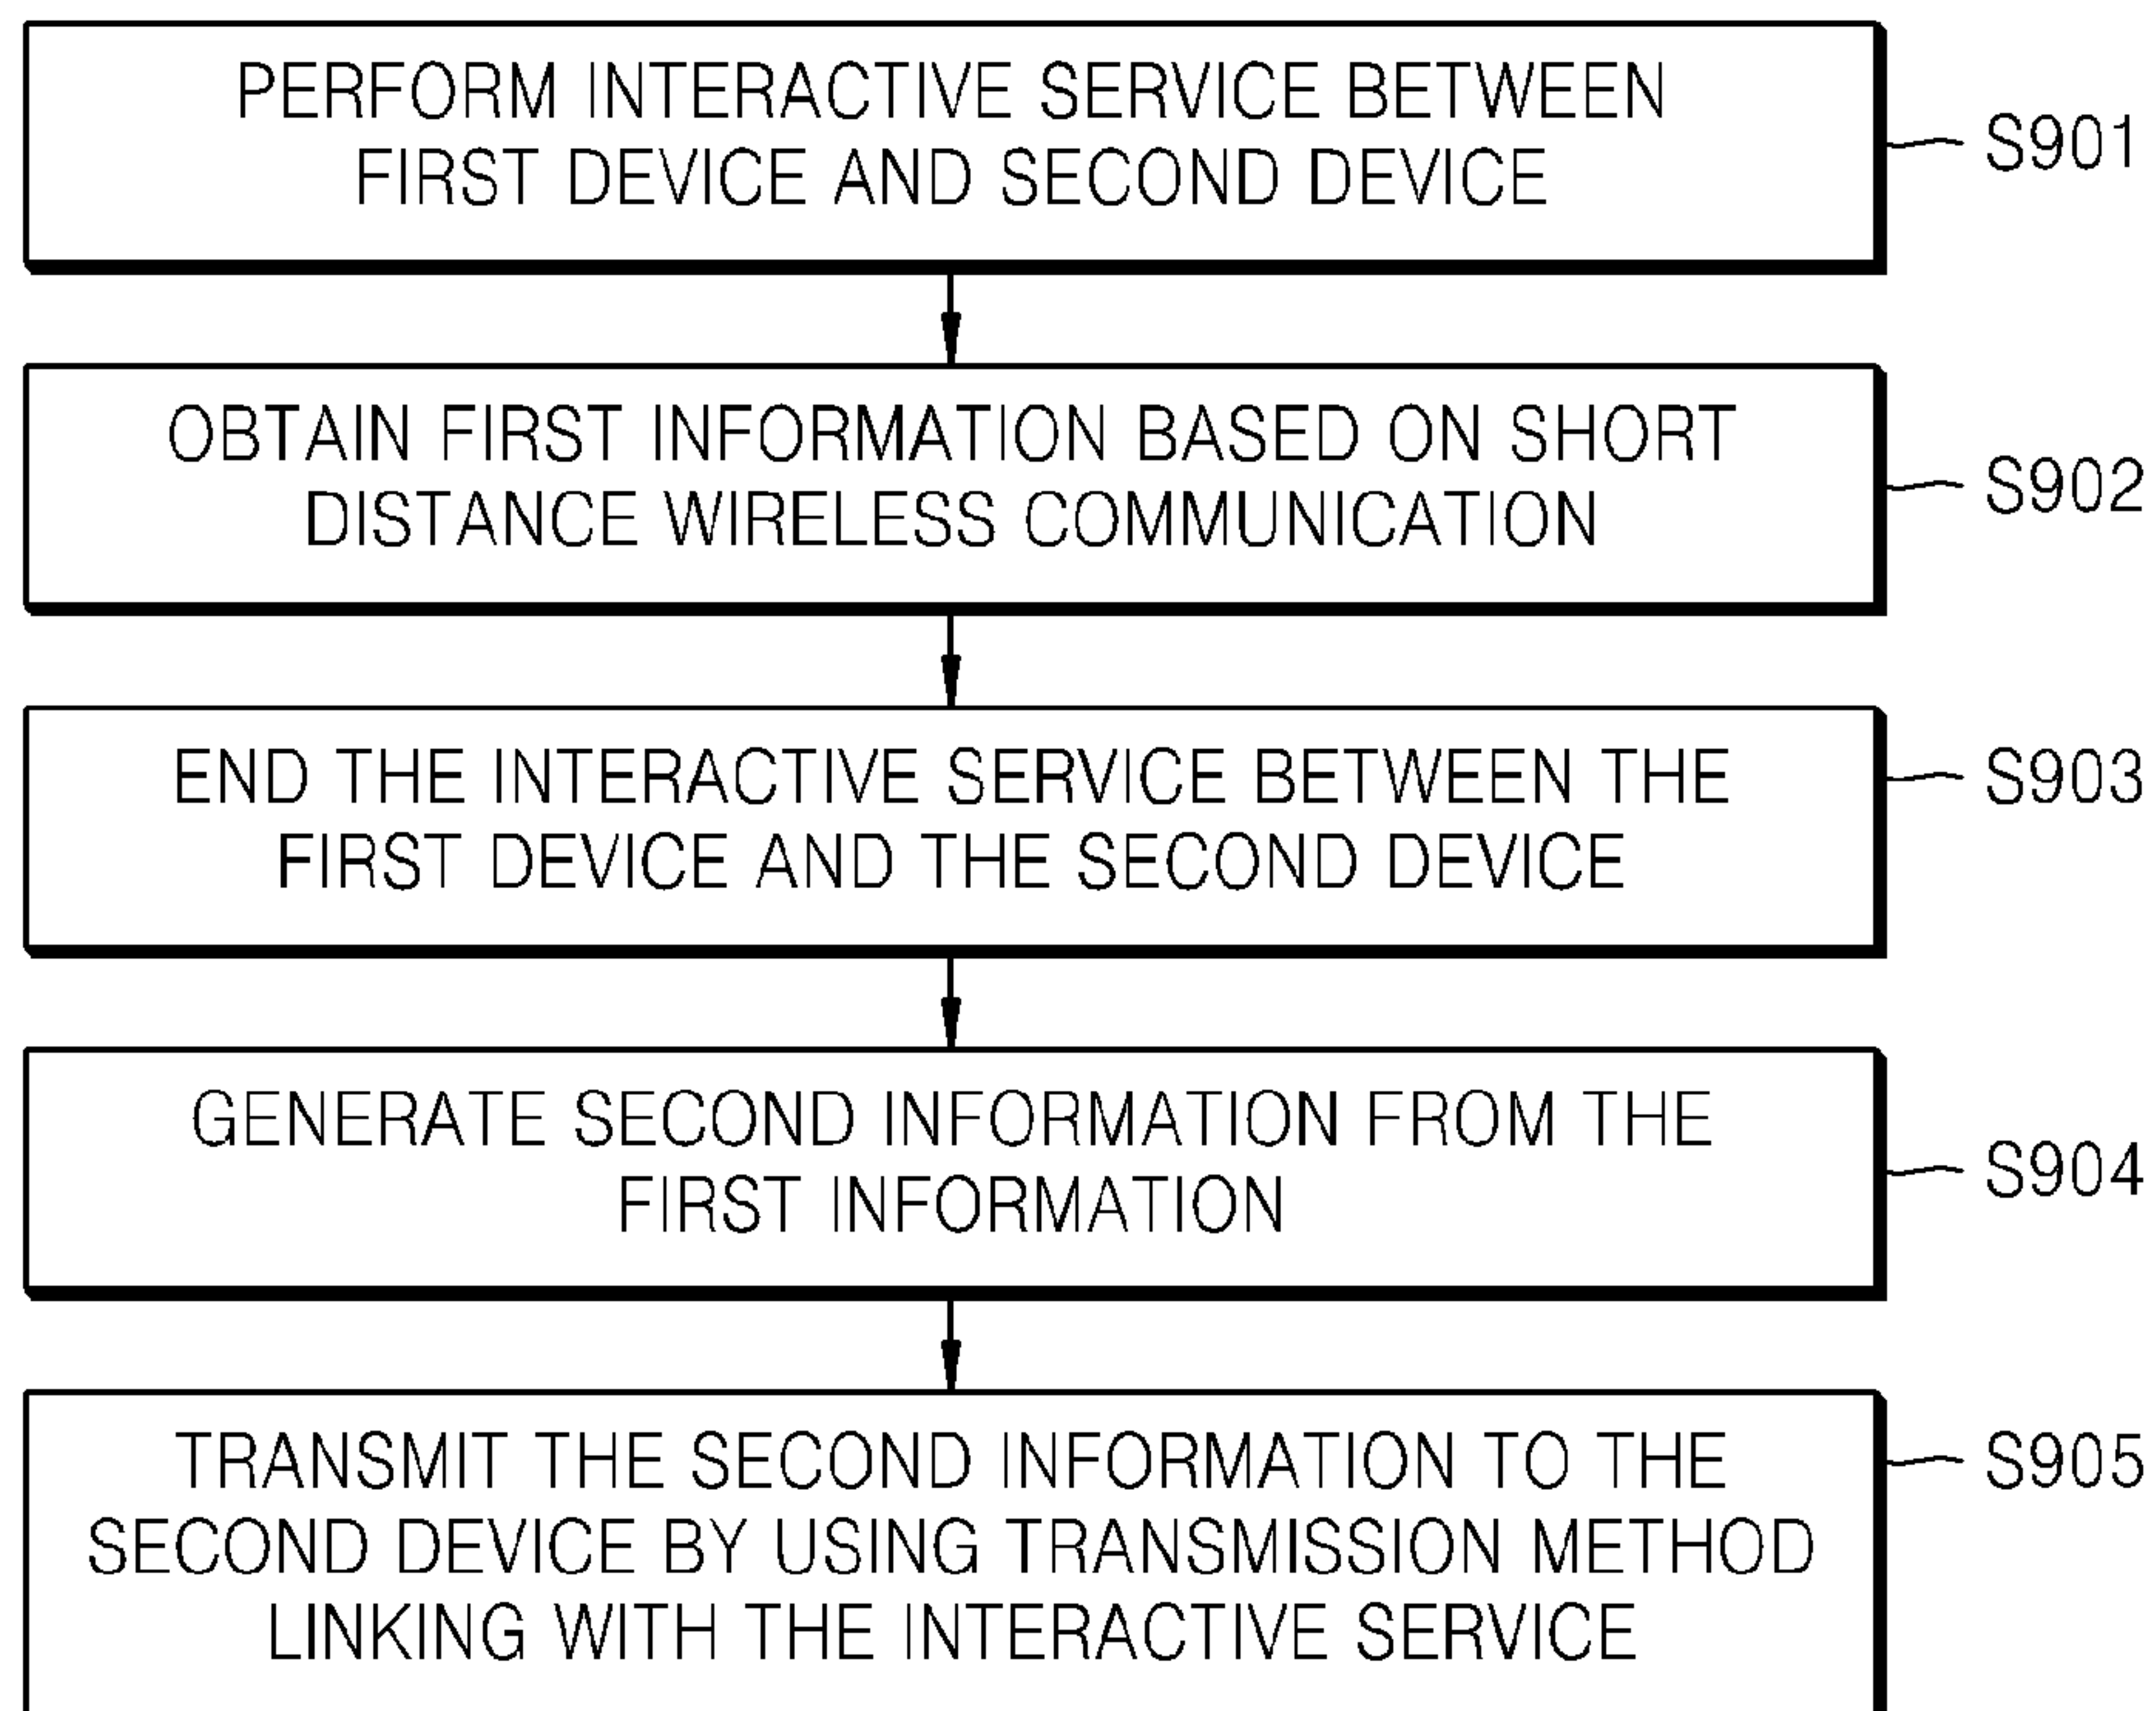 PERFORM INTERACTIVE SERVICE BETWEEN
FIRST DEVICE AND SECOND DEVICE
S901
OBTAIN FIRST INFORMATION BASED ON SHORT
DISTANCE WIRELESS COMMUNICATION
S902
END THE INTERACTIVE SERVICE BETWEEN THE
FIRST DEVICE AND THE SECOND DEVICE
S903
GENERATE SECOND INFORMATION FROM THE
FIRST INFORMATION
S904
TRANSMIT THE SECOND INFORMATION TO THE
SECOND DEVICE BY USING TRANSMISSION METHOD
LINKING WITH THE INTERACTIVE SERVICE
S905